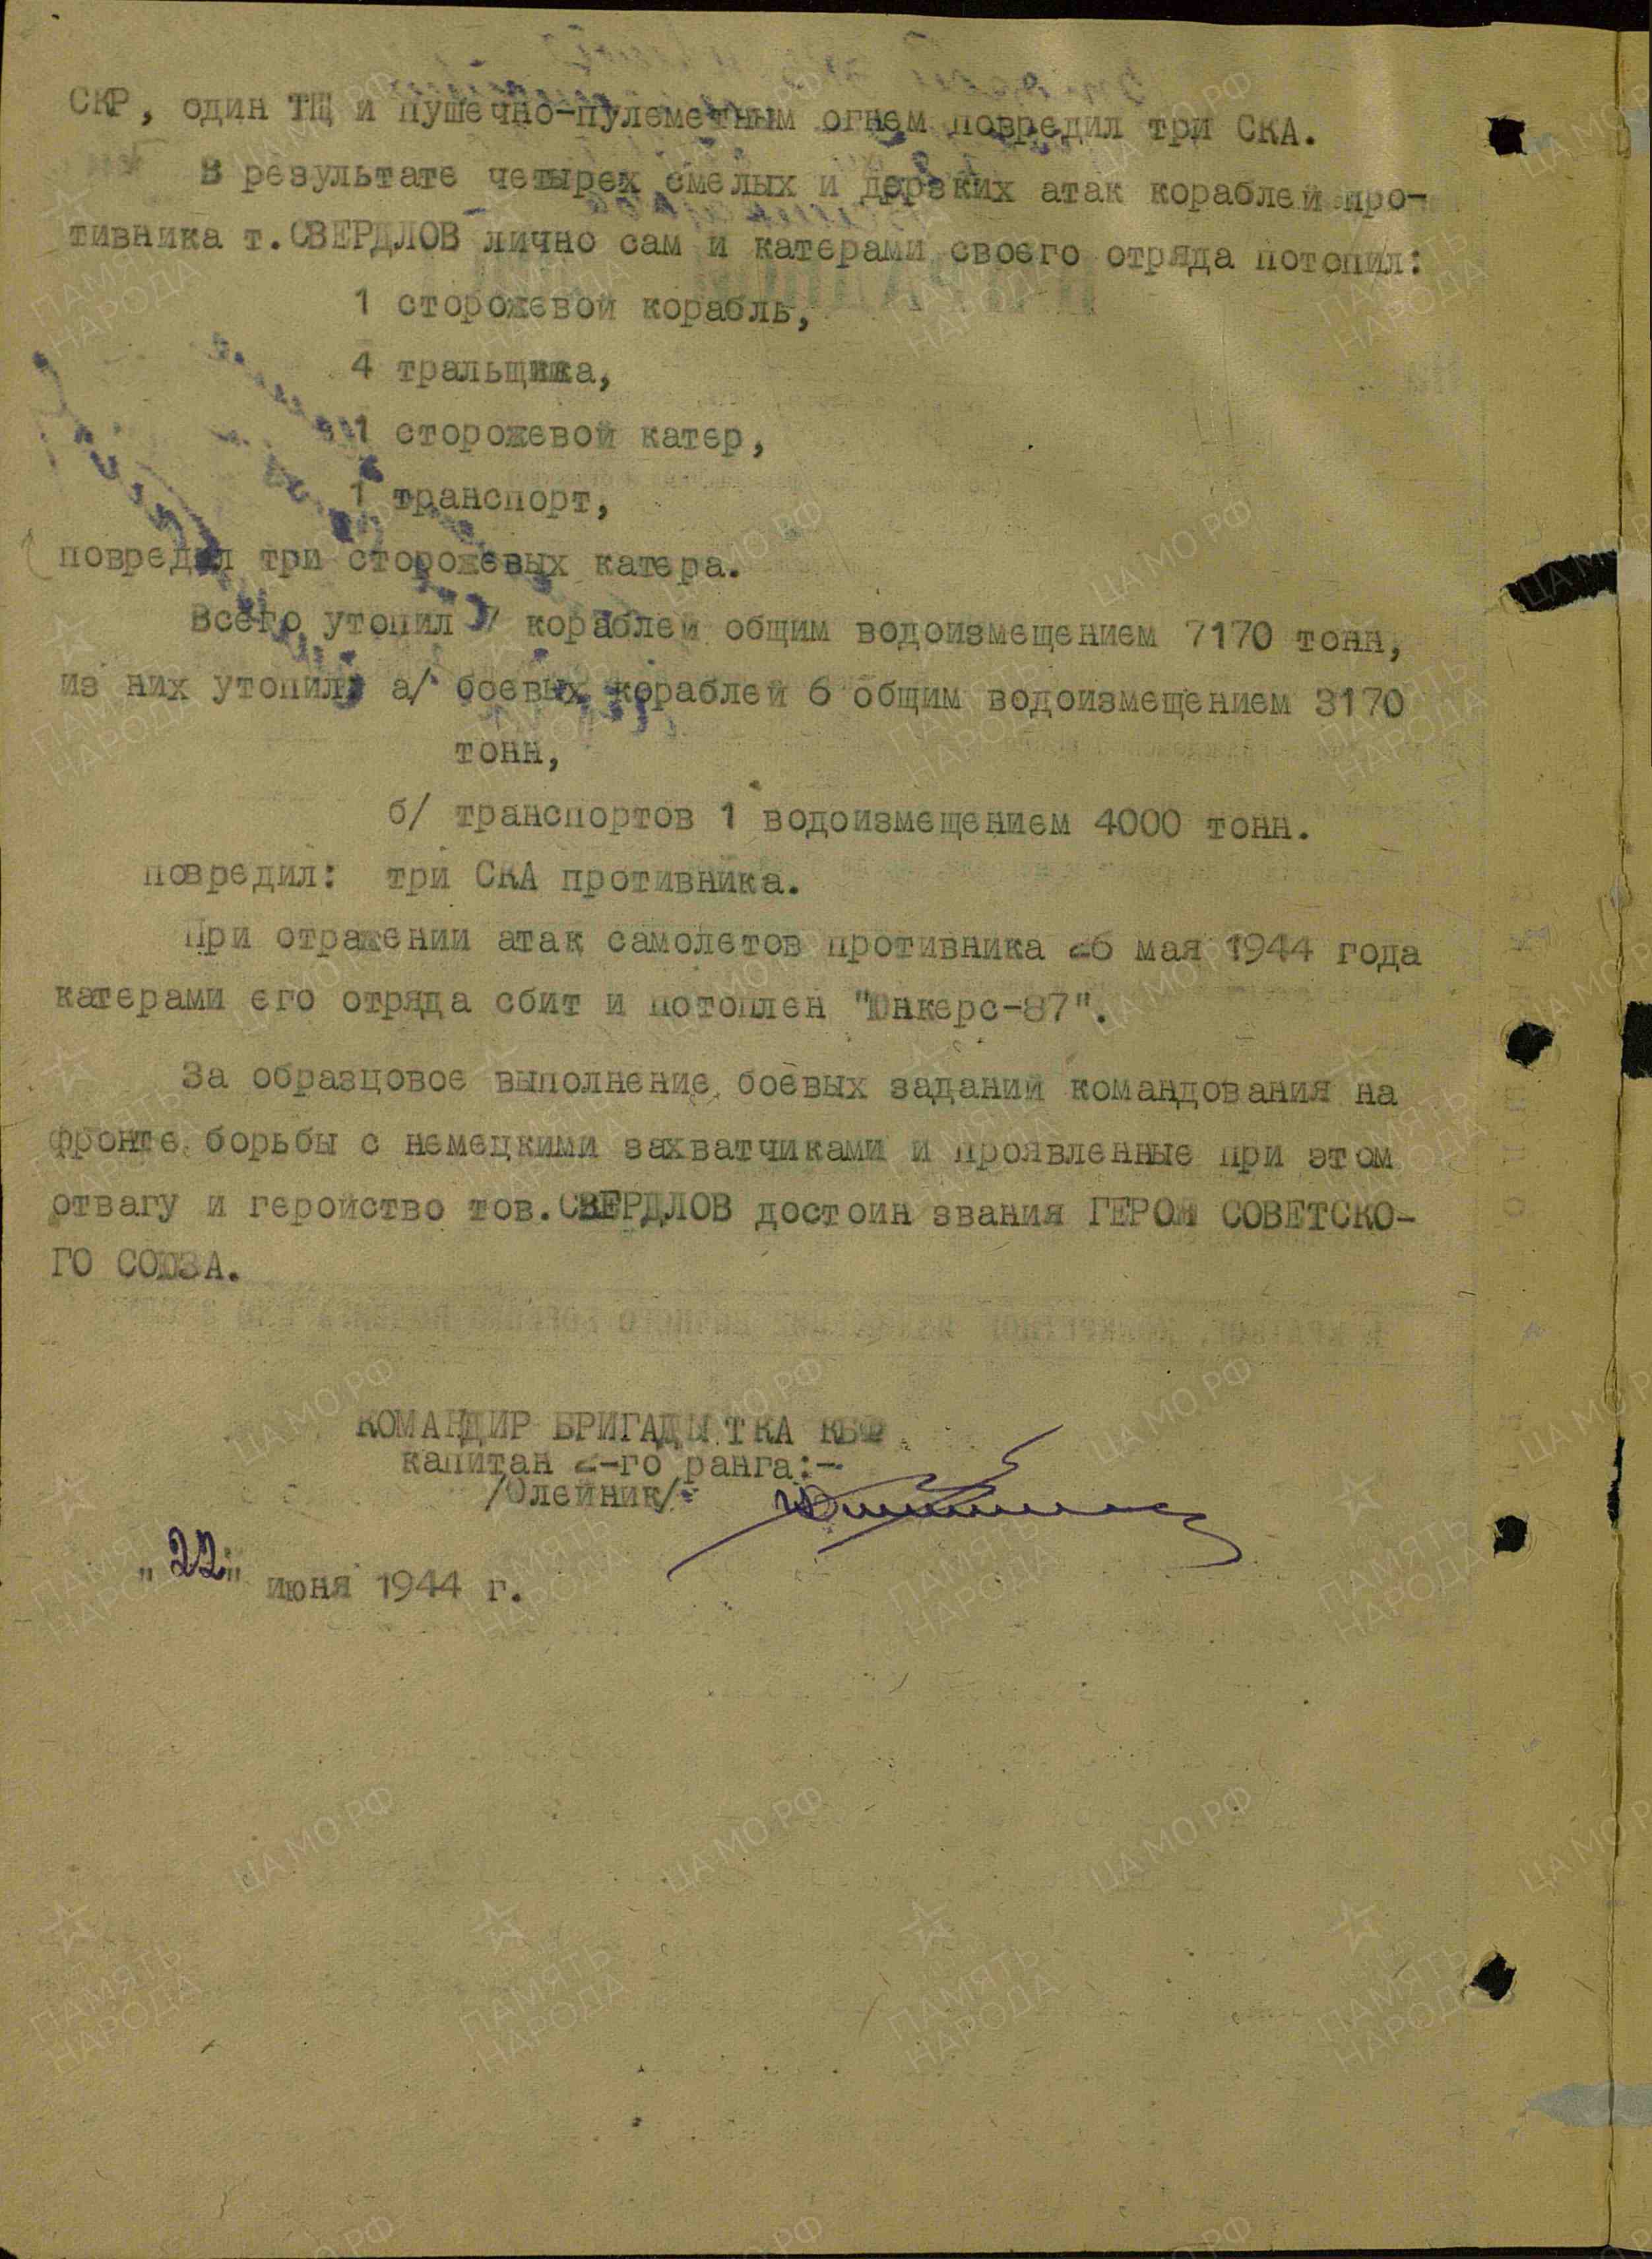 СКР, один ТЩ и пушечно-пулеметным огнем повредил три СКА.
В результате четырех смелых и дерзких атак кораблей про-
тивника т.СВЕРДЛОВ лично сам и катерами своего отряда потопил:
1 сторожевой корабль,
4 тральщика,
1 сторожевой катер,
1 транспорт,
повредил три сторожевых катера.
Всего утопил 7 кораблей общим водоизмещением 7170 тонн,
из них утопил: а/ боевых кораблей 6 общим водоизмещением 3170
тонн,
б/ транспортов 1 водоизмещением 4000 тонн.
повредил: три СКА противника.
При отражении атак самолетов противника 26 мая 1944 года
катерами его отряда сбит и потоплен "Юнкерс-87".
За образцовое выполнение боевых заданий командования на
фронте борьбы с немецкими захватчиками и проявленные при этом
отвагу и геройство тов.СВЕРДЛОВ достоин звания ГЕРОЙ СОВЕТСКО-
ГО СОЮЗА.
КОМАНДИР БРИГАДЫ ТКА КБФ
капитан 2-го ранга:-
/Олейник/:
"22" июня 1944 г.
ЦА МО РФ
ПАМЯТЬ
НАРОДА